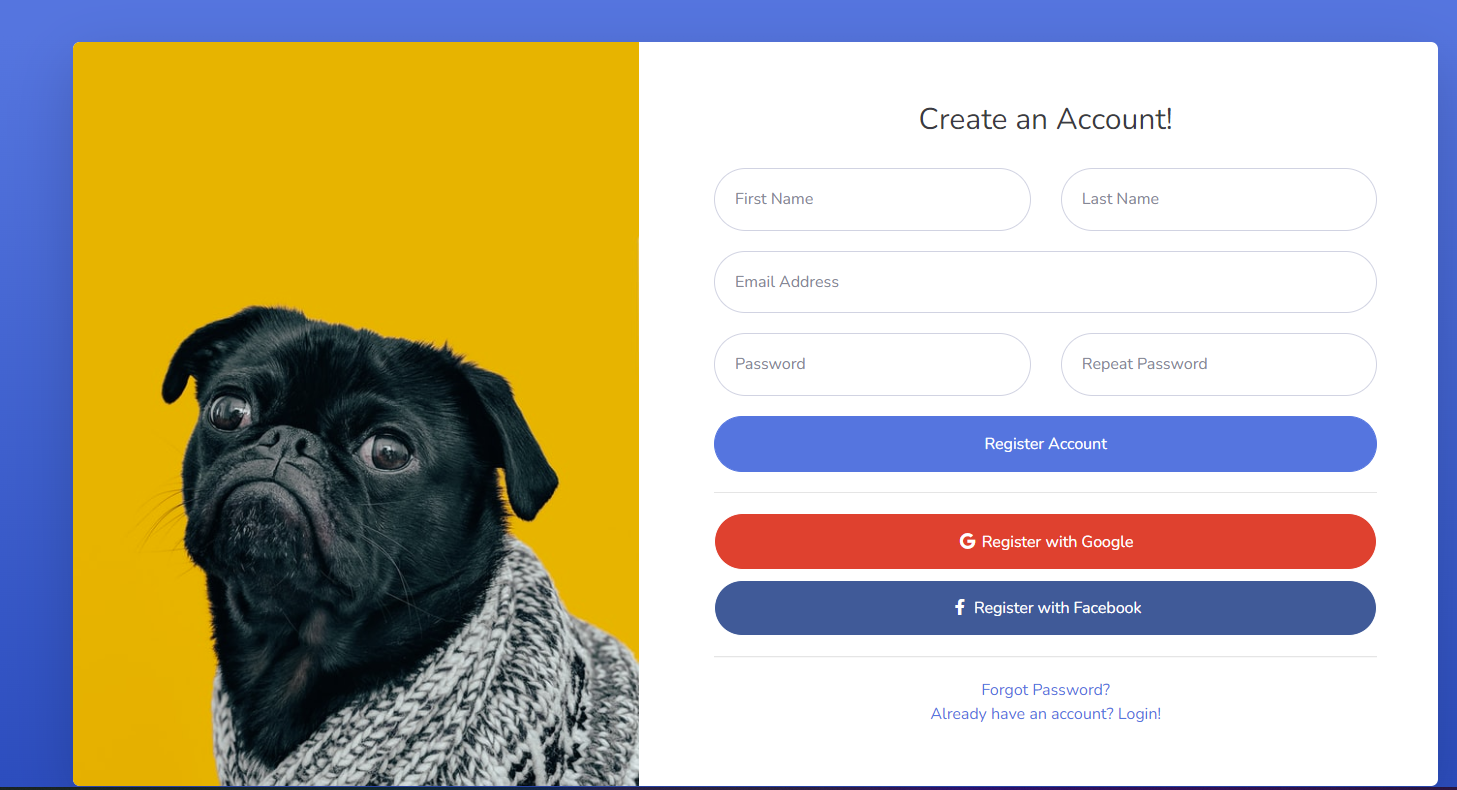 Create an Account!
First Name
Last Name
Email Address
Password
Repeat Password
Register Account
Register with Google
Register with Facebook
Forgot Password?
Already have an account? Login!